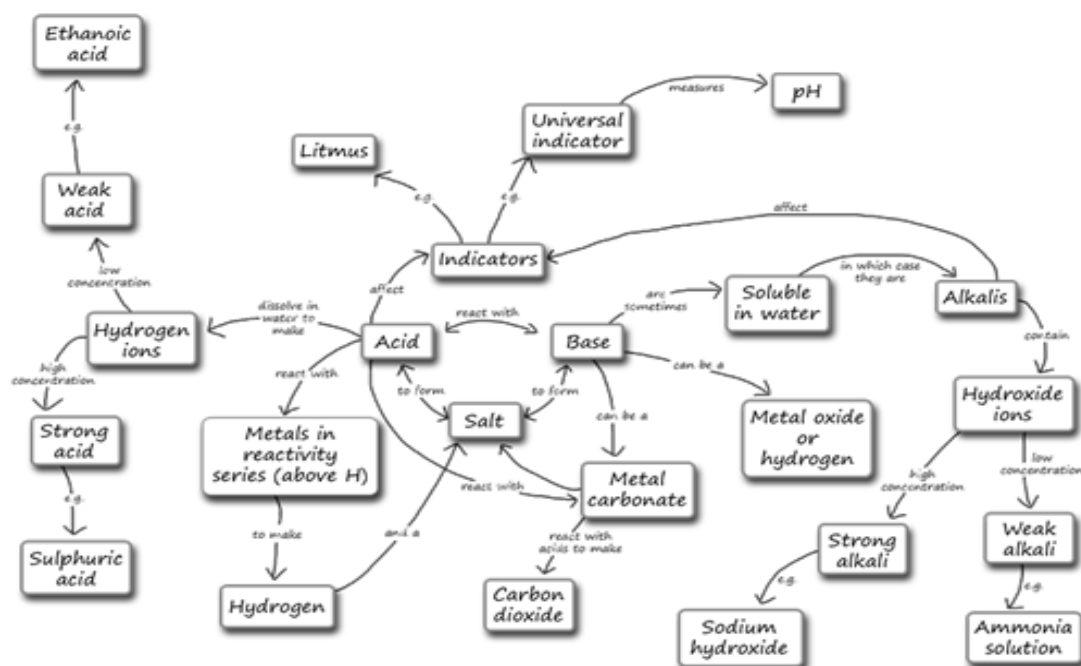 Ethanoic
acid
e.g.
Weak
acid
low
concentration
Hydrogen
ions
high
concentration
Strong
acid
e.g.
Sulphuric
acid
dissolve in
water to
make
Litmus
e.g.
Universal
indicator
measures
pH
e.g.
Indicators
affect
affect
Acid
react with
Base
are
sometimes
Soluble
in water
in which case
they are
Alkalis
contain
react with
to form
to form
Salt
can be a
can be a
Metals in
reactivity
series (above H)
react with
Metal
carbonate
Metal oxide
or
hydrogen
Hydroxide
ions
high
concentration
low
concentration
to make
and a
Hydrogen
react with
acids to make
Carbon
dioxide
Strong
alkali
e.g.
Sodium
hydroxide
Weak
alkali
e.g.
Ammonia
solution